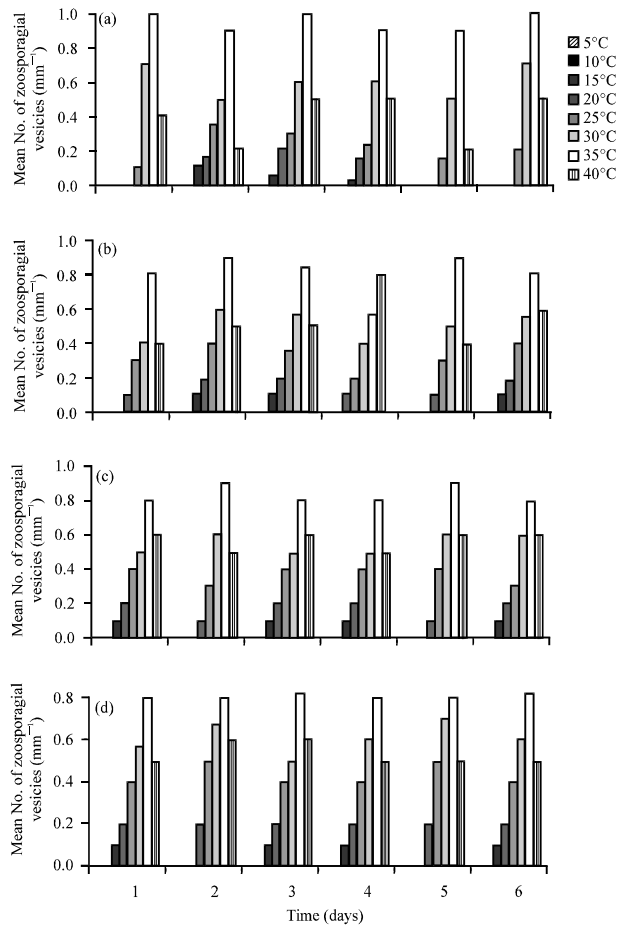 (a)
Mean No. of zoosporagial
vesicies (mm⁻¹)
1.0
0.8
0.6
0.4
0.2
0.0
5°C
10°C
15°C
20°C
25°C
30°C
35°C
40°C
(b)
Mean No. of zoosporagial
vesicies (mm⁻¹)
1.0
0.8
0.6
0.4
0.2
0.0
(c)
Mean No. of zoosporagial
vesicies (mm⁻¹)
1.0
0.8
0.6
0.4
0.2
0.0
(d)
Mean No. of zoosporagial
vesicies (mm⁻¹)
0.8
0.6
0.4
0.2
0.0
1 2 3 4 5 6
Time (days)